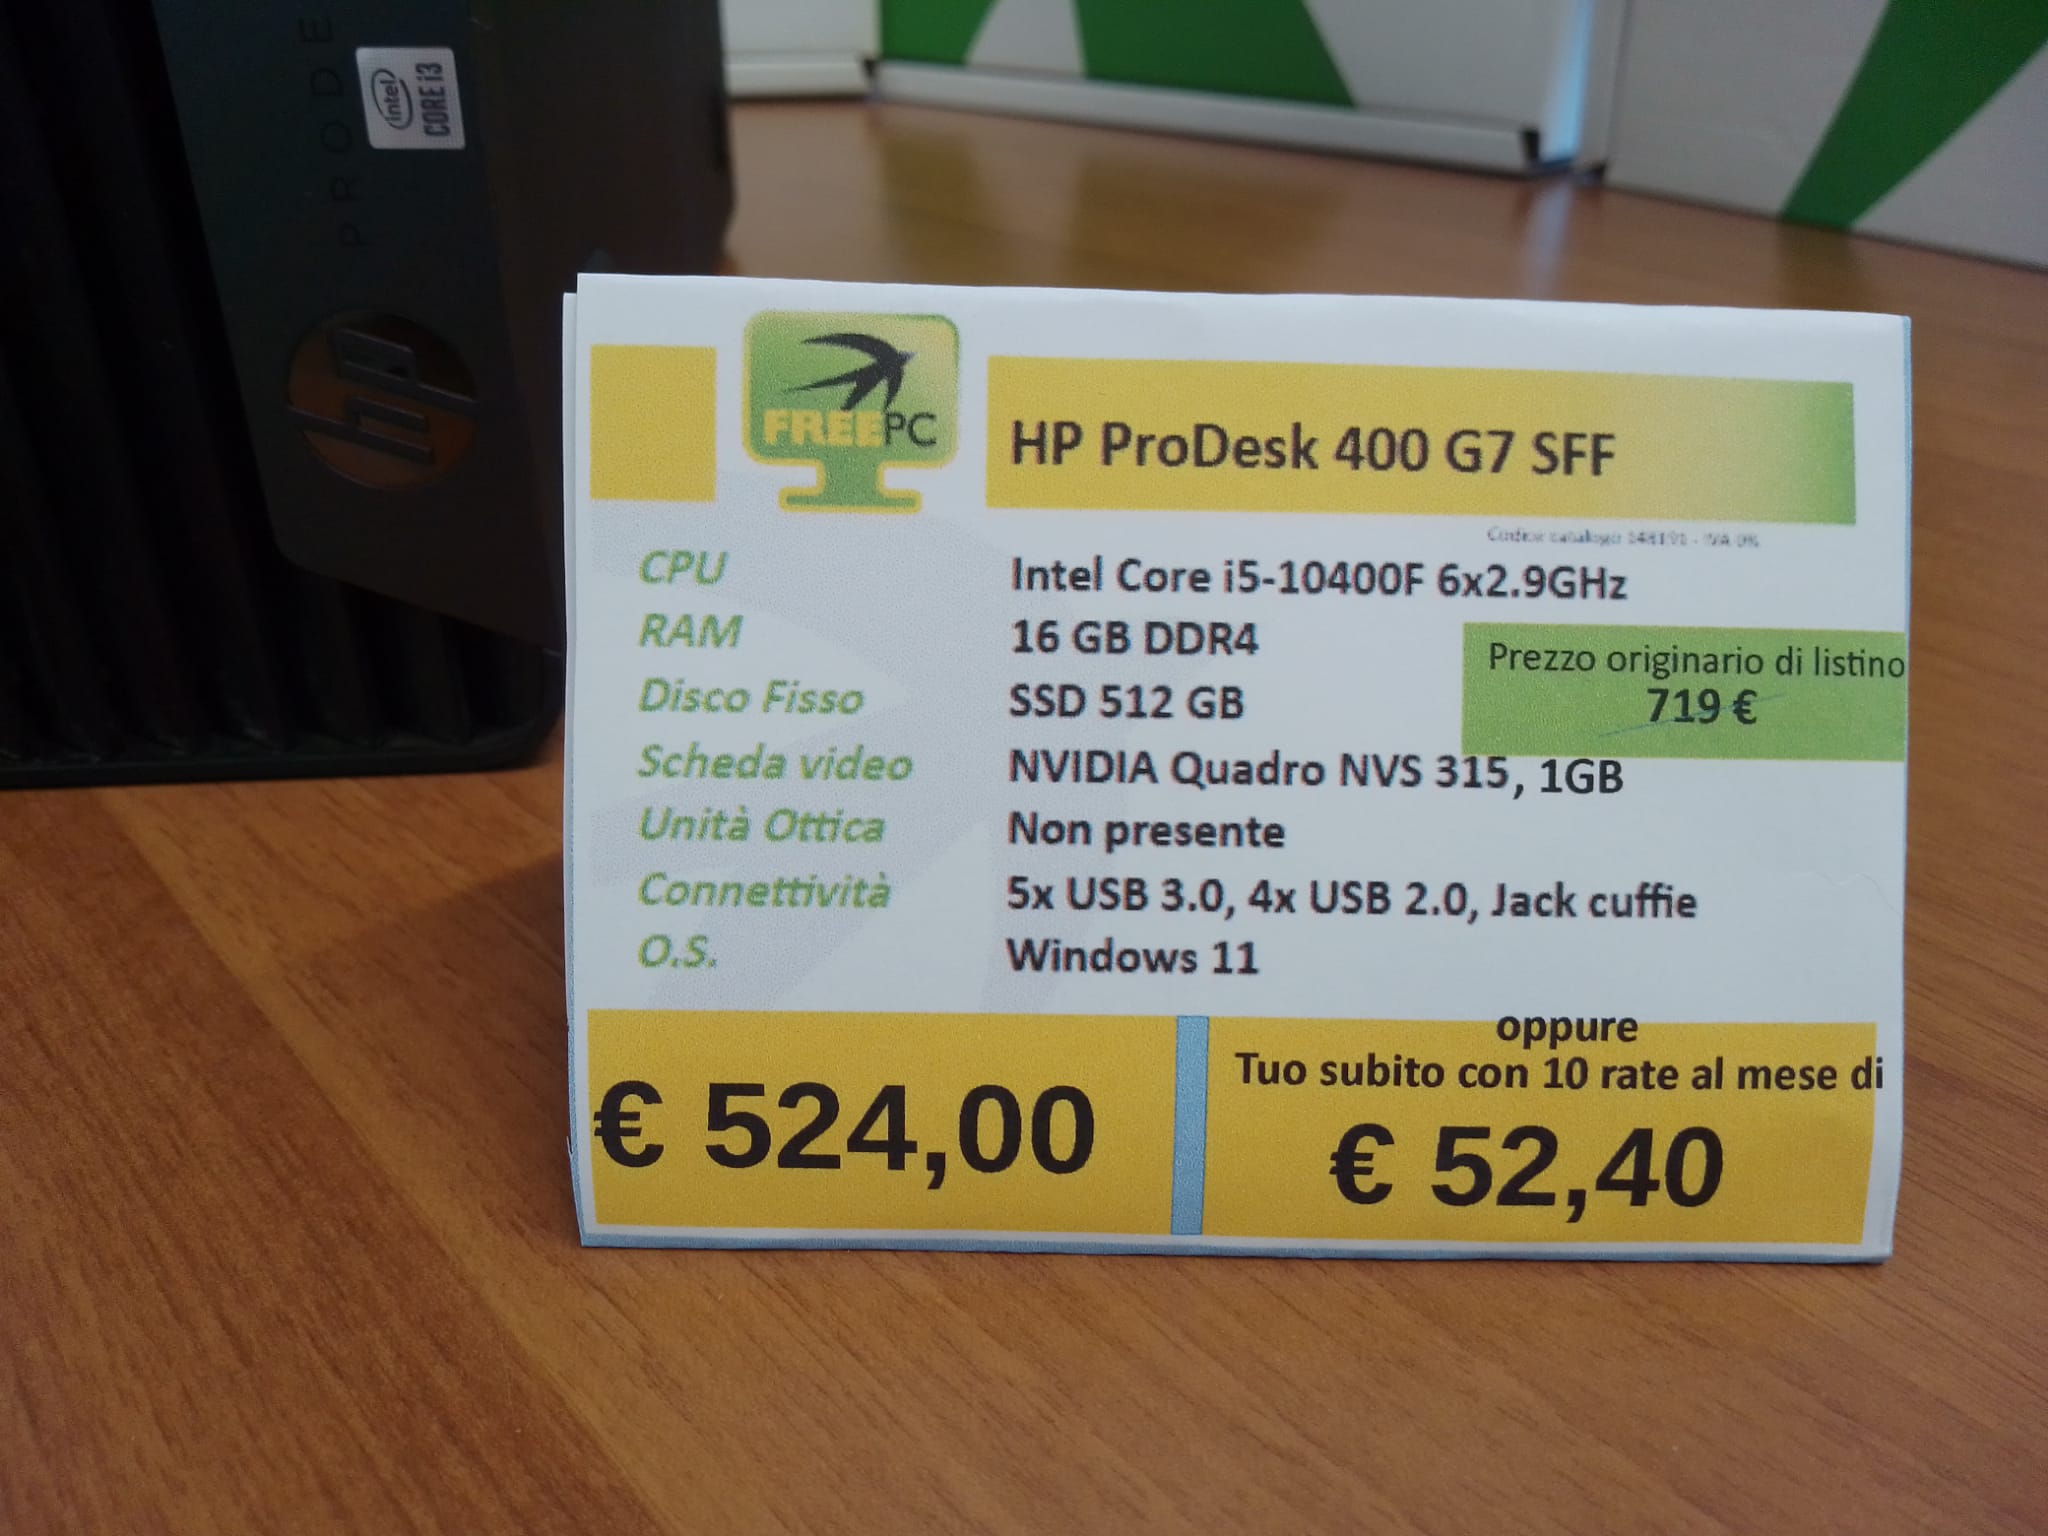 PRODE
intel
CORE i3
hp
FREEPC
HP ProDesk 400 G7 SFF
CPU Intel Core i5-10400F 6x2.9GHz
RAM 16 GB DDR4
Prezzo originario di listino
719 €
Disco Fisso SSD 512 GB
Scheda video NVIDIA Quadro NVS 315, 1GB
Unità Ottica Non presente
Connettività 5x USB 3.0, 4x USB 2.0, Jack cuffie
O.S. Windows 11
€ 524,00
oppure
Tuo subito con 10 rate al mese di
€ 52,40